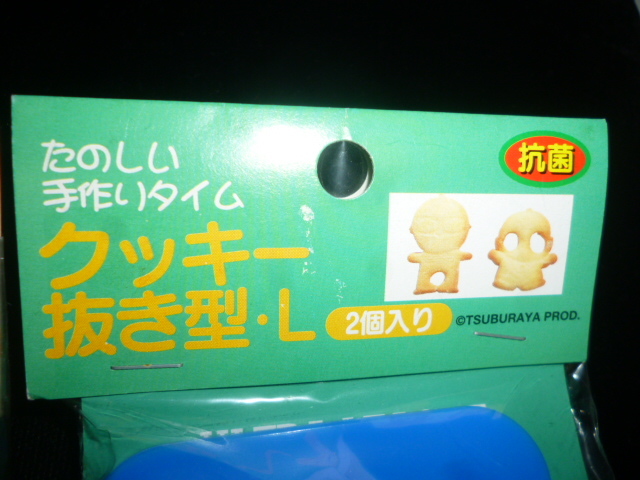 たのしい
手作りタイム
クッキー
抜き型・L
2個入り
抗菌
©TSUBURAYA PROD.